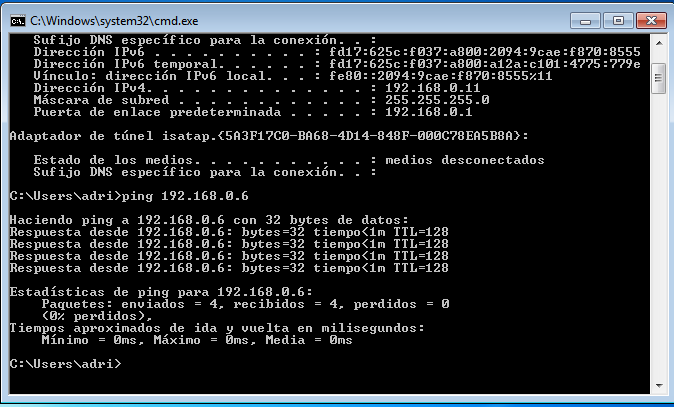 C:\Windows\system32\cmd.exe
Sufijo DNS específico para la conexión. . :
Dirección IPv6 . . . . . . . . . . : fd17:625c:f037:a800:2094:9cae:f870:8555
Dirección IPv6 temporal. . . . . . : fd17:625c:f037:a800:a12a:c101:4775:779e
Vínculo: dirección IPv6 local. . . : fe80::2094:9cae:f870:8555%11
Dirección IPv4. . . . . . . . . . . . . . : 192.168.0.11
Máscara de subred . . . . . . . . . . . . : 255.255.255.0
Puerta de enlace predeterminada . . . . . : 192.168.0.1
Adaptador de túnel isatap.{5A3F17C0-BA68-4D14-848F-000C78EA5B8A}:
Estado de los medios. . . . . . . . . . . : medios desconectados
Sufijo DNS específico para la conexión. . :
C:\Users\adri>ping 192.168.0.6
Haciendo ping a 192.168.0.6 con 32 bytes de datos:
Respuesta desde 192.168.0.6: bytes=32 tiempo<1m TTL=128
Respuesta desde 192.168.0.6: bytes=32 tiempo<1m TTL=128
Respuesta desde 192.168.0.6: bytes=32 tiempo<1m TTL=128
Respuesta desde 192.168.0.6: bytes=32 tiempo<1m TTL=128
Estadísticas de ping para 192.168.0.6:
Paquetes: enviados = 4, recibidos = 4, perdidos = 0
(0% perdidos),
Tiempos aproximados de ida y vuelta en milisegundos:
Mínimo = 0ms, Máximo = 0ms, Media = 0ms
C:\Users\adri>